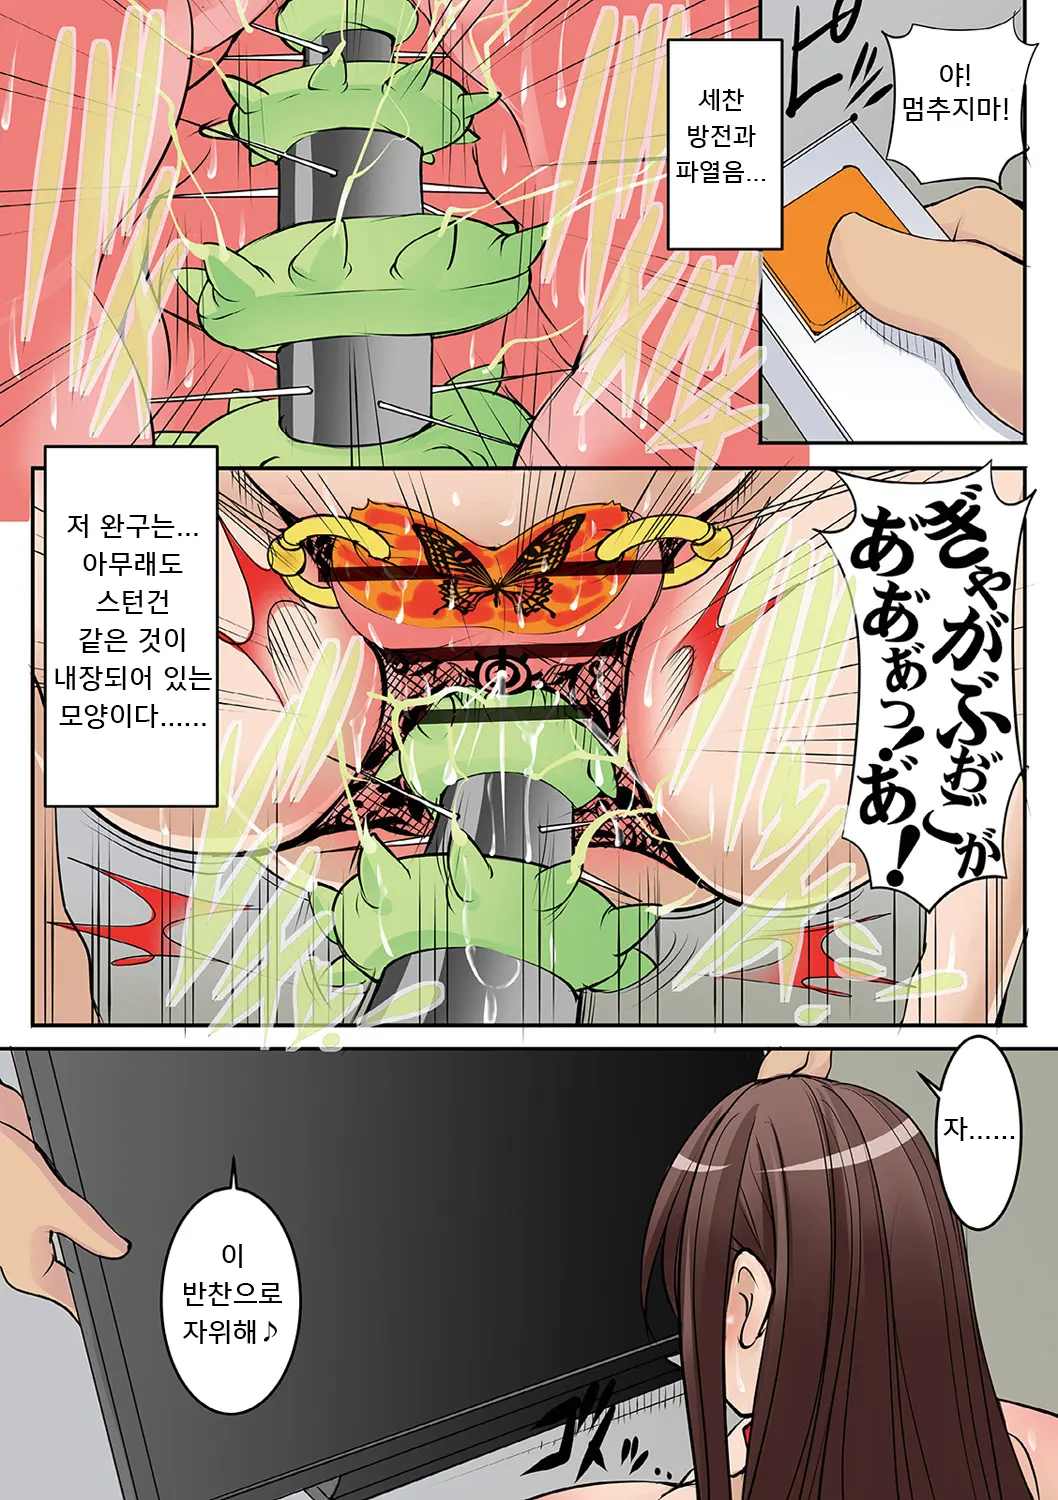 야!
멈추지마!
ビ
세찬
방전과
파열음...
ぎゃがぶぉごが
あ゙あ゙あ゙っ!あ゙!
저 완구는...
아무래도
스턴건
같은 것이
내장되어 있는
모양이다......
자......
이
반찬으로
자위해♪